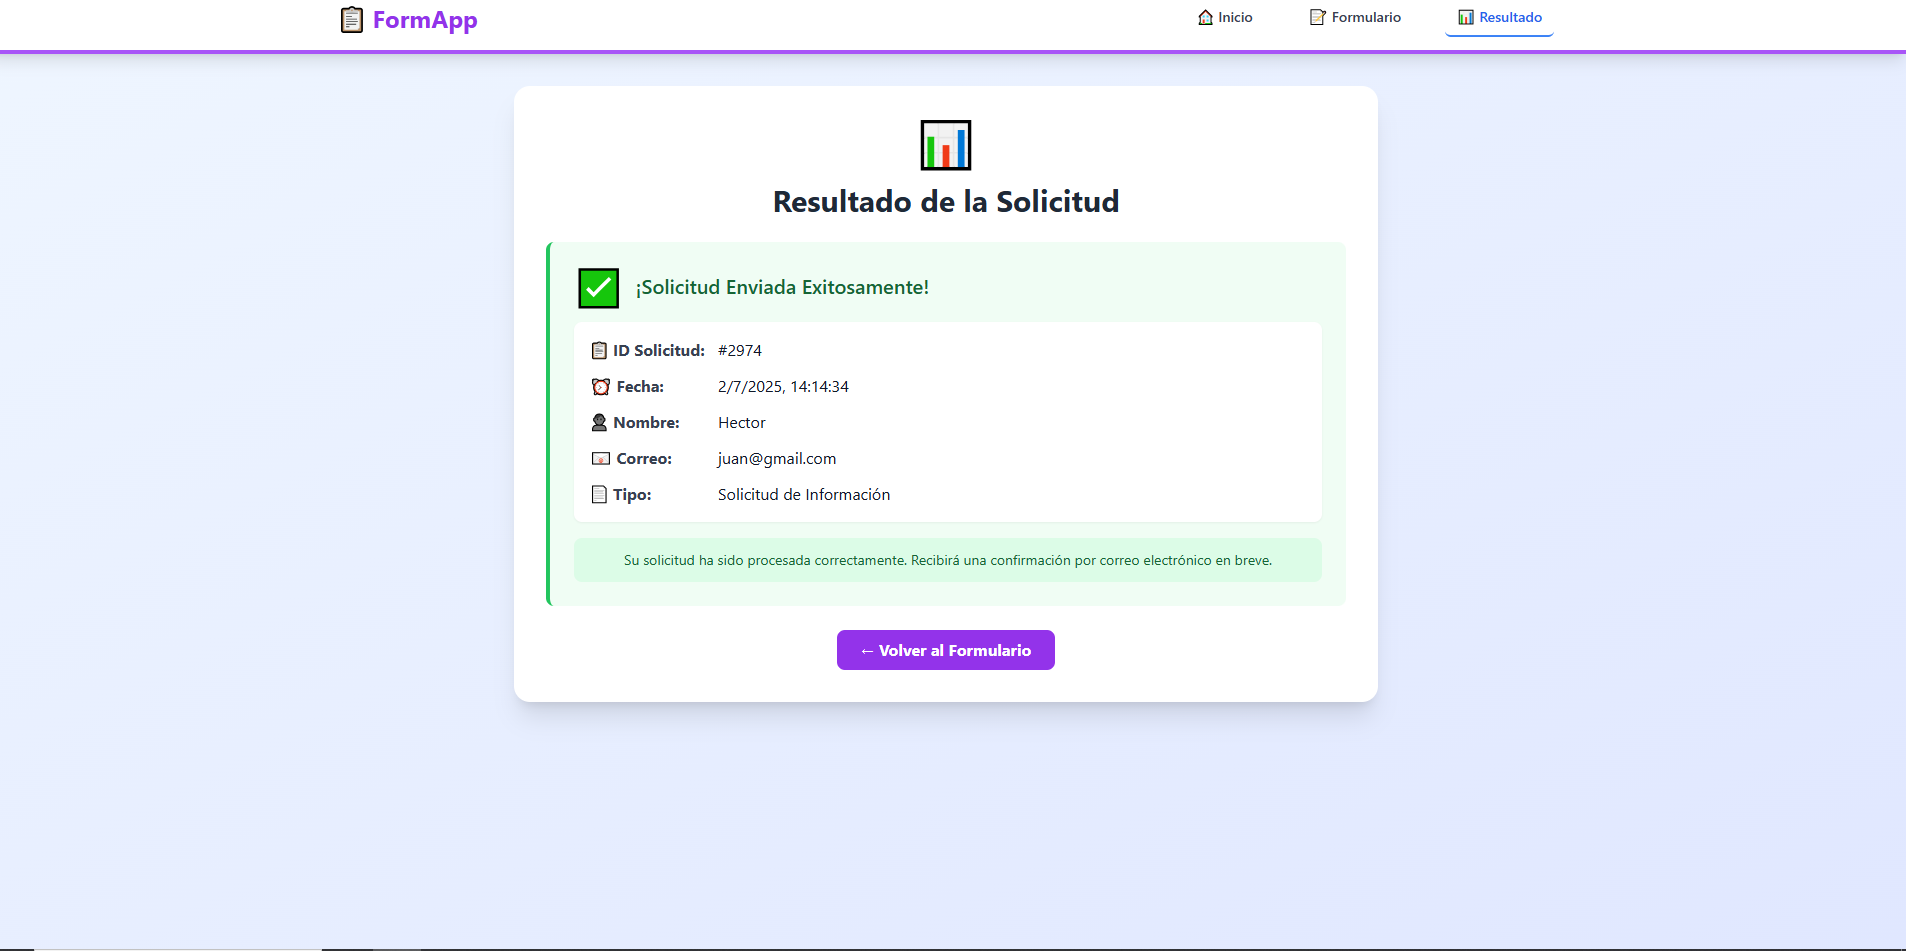 FormApp
Inicio
Formulario
Resultado
Resultado de la Solicitud
¡Solicitud Enviada Exitosamente!
ID Solicitud: #2974
Fecha: 2/7/2025, 14:14:34
Nombre: Hector
Correo: juan@gmail.com
Tipo: Solicitud de Información
Su solicitud ha sido procesada correctamente. Recibirá una confirmación por correo electrónico en breve.
← Volver al Formulario